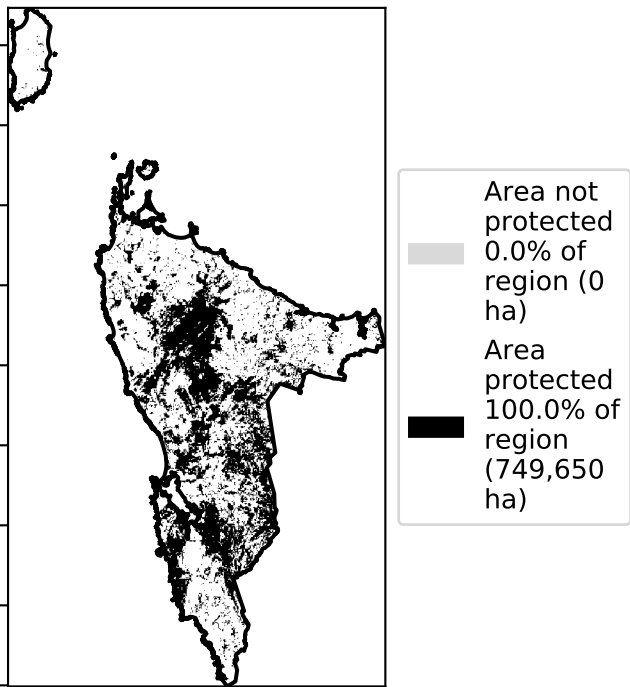 Area not
protected
0.0% of
region (0
ha)
Area
protected
100.0% of
region
(749,650
ha)